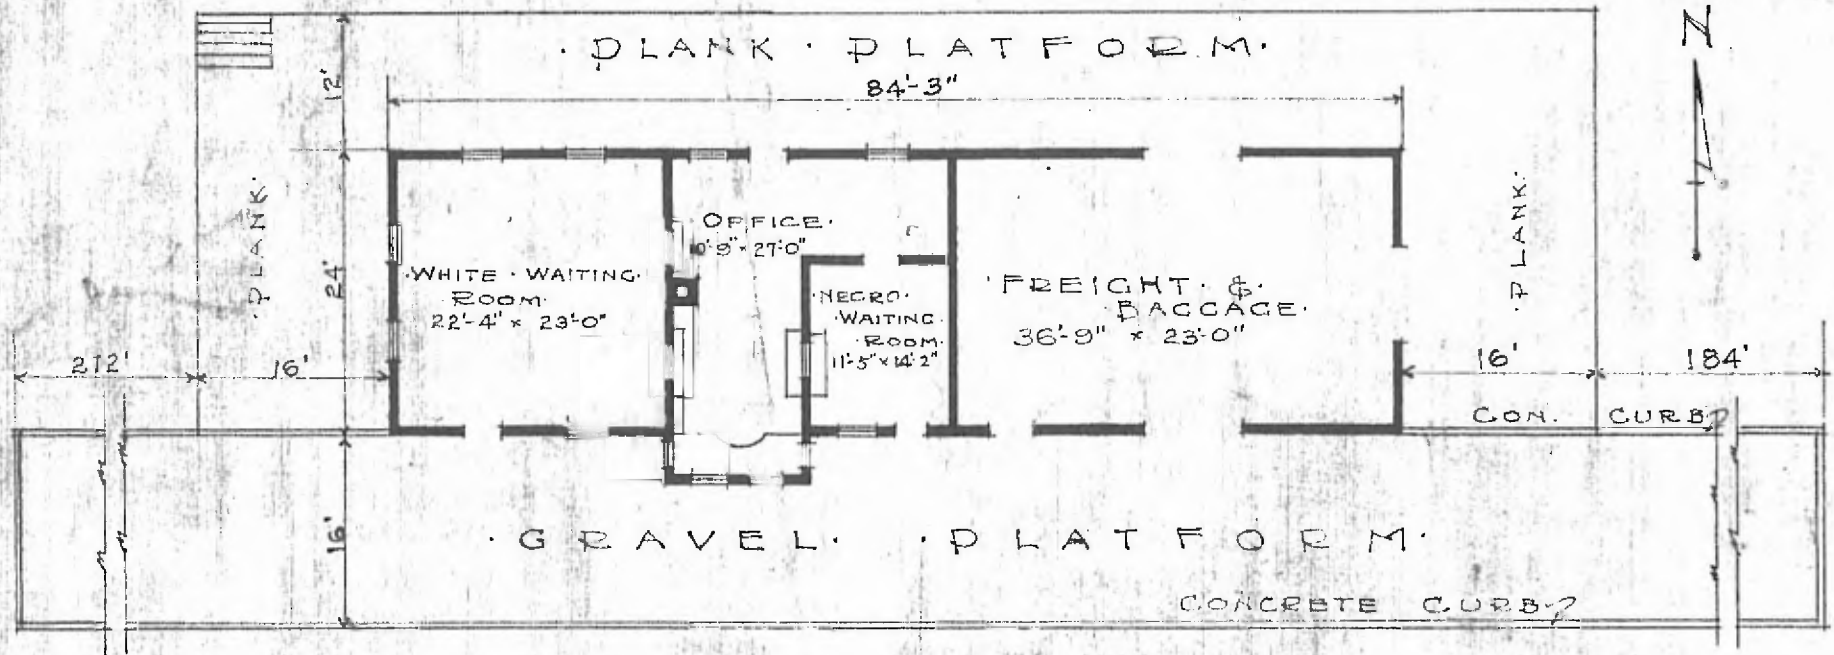 · PLANK · PLATFORM ·
N
84'-3"
12'
· PLANK ·
24'
OFFICE ·
9" × 27'-0"
· WHITE · WAITING ·
ROOM ·
22'-4" × 23'-0"
· NEGRO ·
· WAITING ·
· ROOM ·
11'-5" × 14'-2"
· FREIGHT · & ·
· BAGGAGE ·
36'-9" × 23'-0"
· PLANK ·
272'
16'
16'
184'
CON. CURB
16'
· GRAVEL · · PLATFORM ·
CONCRETE CURB